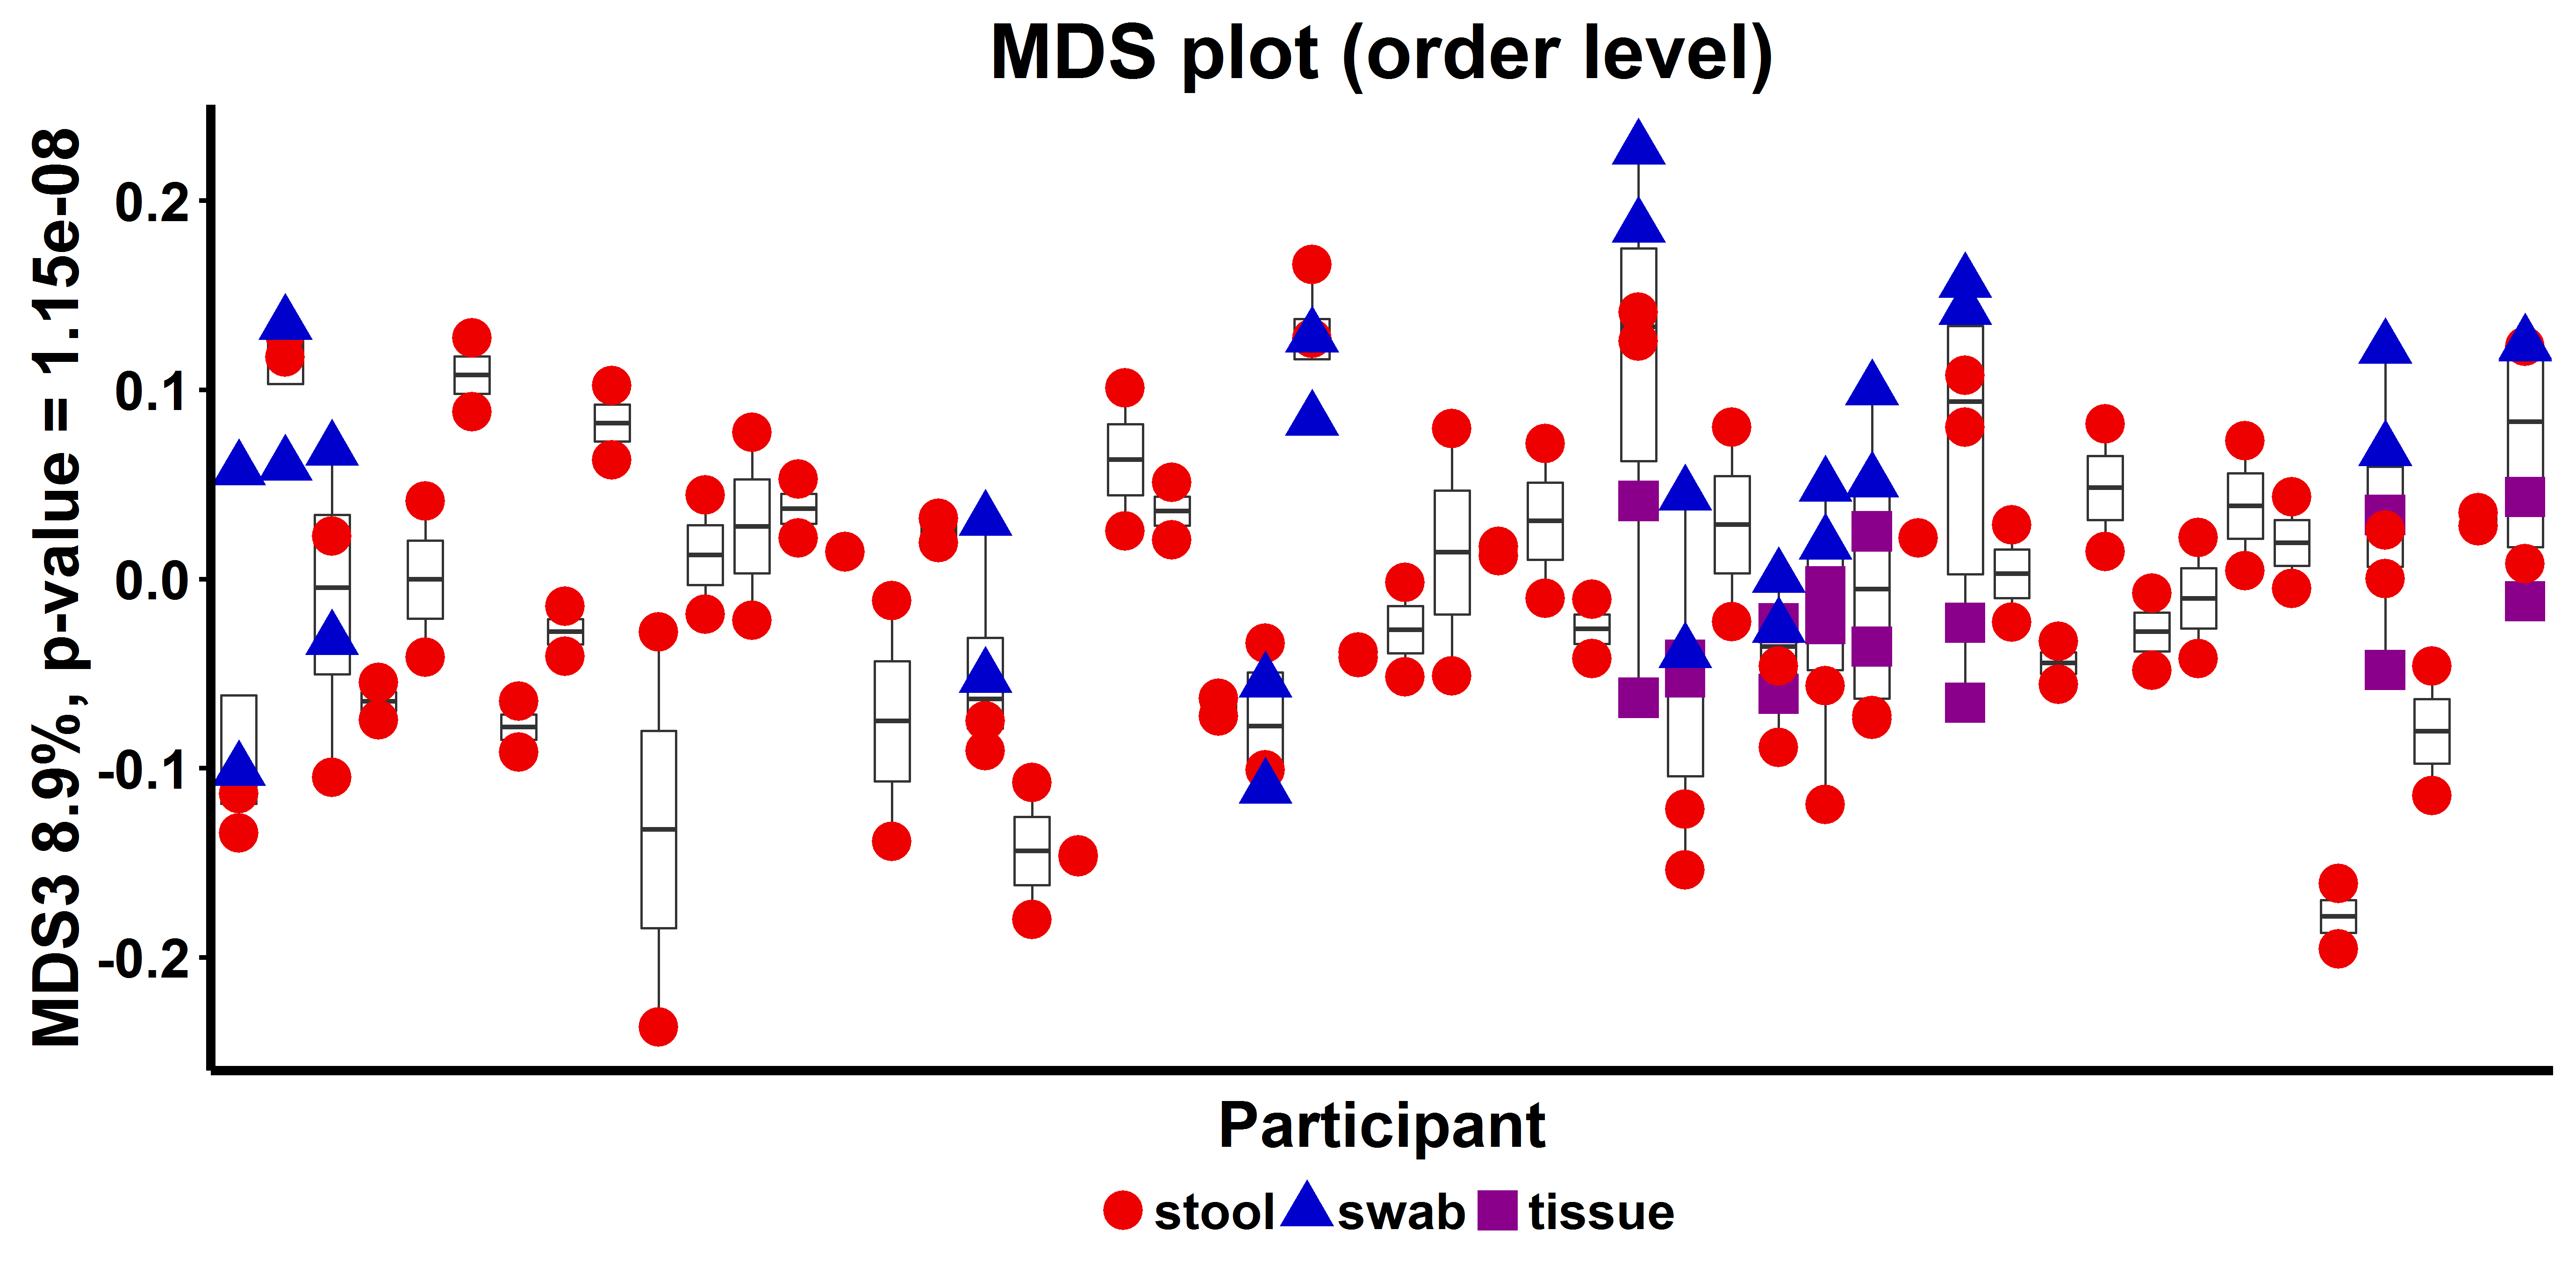 MDS plot (order level)
MDS3 8.9%, p-value = 1.15e-08
0.2
0.1
0.0
-0.1
-0.2
Participant
stool swab tissue